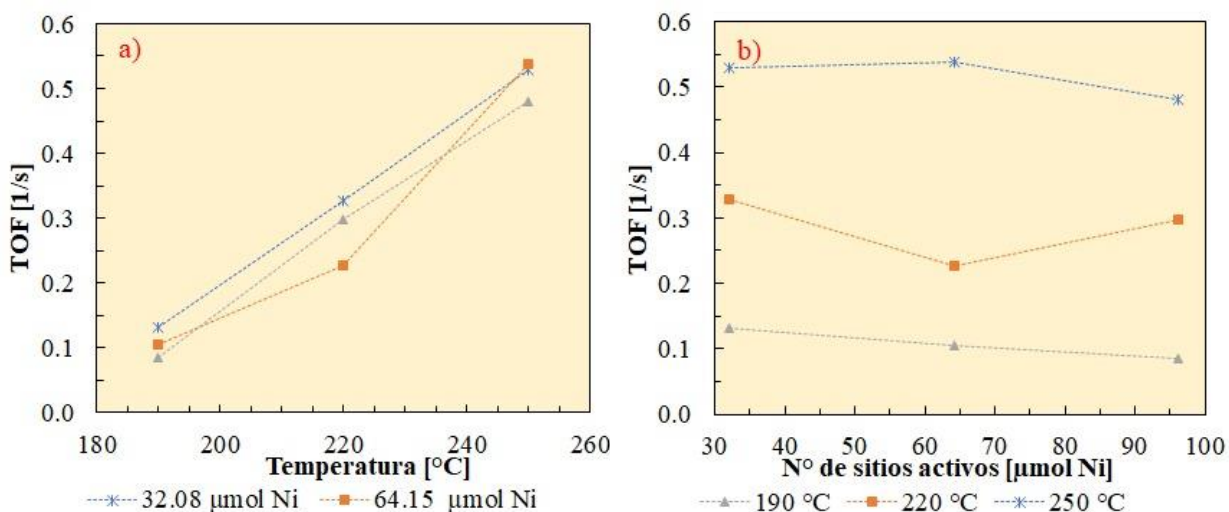 a)
TOF [1/s]
0.6
0.5
0.4
0.3
0.2
0.1
0.0
180 200 220 240 260
Temperatura [°C]
32.08 µmol Ni 64.15 µmol Ni
b)
TOF [1/s]
0.6
0.5
0.4
0.3
0.2
0.1
0.0
30 40 50 60 70 80 90 100
N° de sitios activos [µmol Ni]
190 °C 220 °C 250 °C